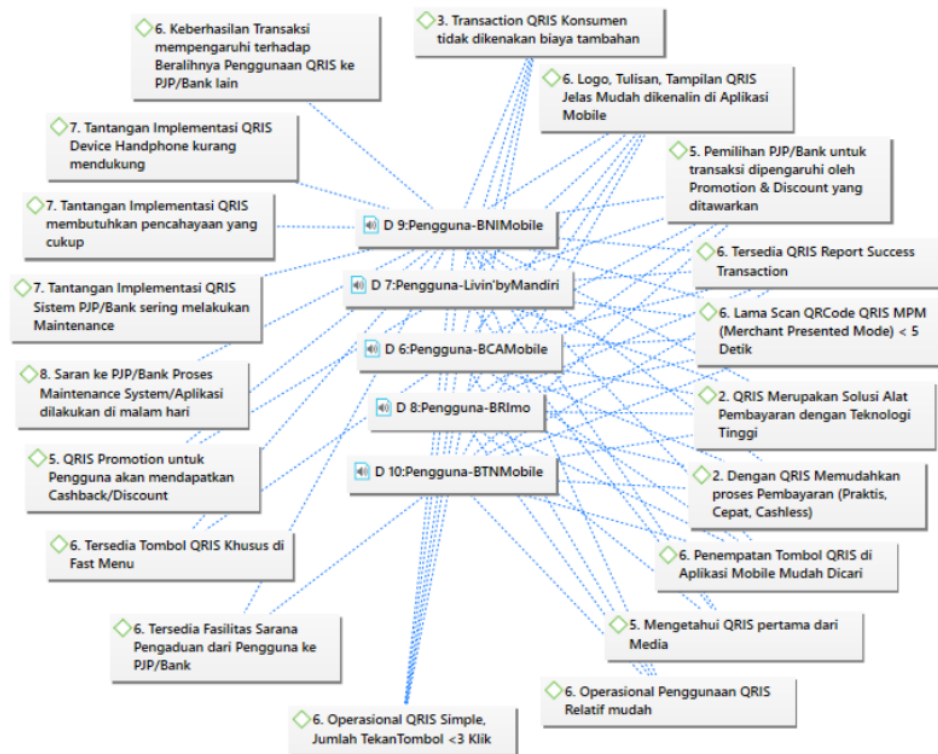 6. Keberhasilan Transaksi
mempengaruhi terhadap
Beralihnya Penggunaan QRIS ke
PJP/Bank lain
3. Transaction QRIS Konsumen
tidak dikenakan biaya tambahan
6. Logo, Tulisan, Tampilan QRIS
Jelas Mudah dikenalin di Aplikasi
Mobile
7. Tantangan Implementasi QRIS
Device Handphone kurang
mendukung
5. Pemilihan PJP/Bank untuk
transaksi dipengaruhi oleh
Promotion & Discount yang
ditawarkan
7. Tantangan Implementasi QRIS
membutuhkan pencahayaan yang
cukup
D 9:Pengguna-BNIMobile
6. Tersedia QRIS Report Success
Transaction
7. Tantangan Implementasi QRIS
Sistem PJP/Bank sering melakukan
Maintenance
D 7:Pengguna-Livin'byMandiri
6. Lama Scan QRCode QRIS MPM
(Merchant Presented Mode) < 5
Detik
D 6:Pengguna-BCAMobile
8. Saran ke PJP/Bank Proses
Maintenance System/Aplikasi
dilakukan di malam hari
D 8:Pengguna-BRImo
2. QRIS Merupakan Solusi Alat
Pembayaran dengan Teknologi
Tinggi
5. QRIS Promotion untuk
Pengguna akan mendapatkan
Cashback/Discount
D 10:Pengguna-BTNMobile
2. Dengan QRIS Memudahkan
proses Pembayaran (Praktis,
Cepat, Cashless)
6. Tersedia Tombol QRIS Khusus di
Fast Menu
6. Penempatan Tombol QRIS di
Aplikasi Mobile Mudah Dicari
6. Tersedia Fasilitas Sarana
Pengaduan dari Pengguna ke
PJP/Bank
5. Mengetahui QRIS pertama dari
Media
6. Operasional Penggunaan QRIS
Relatif mudah
6. Operasional QRIS Simple,
Jumlah TekanTombol <3 Klik